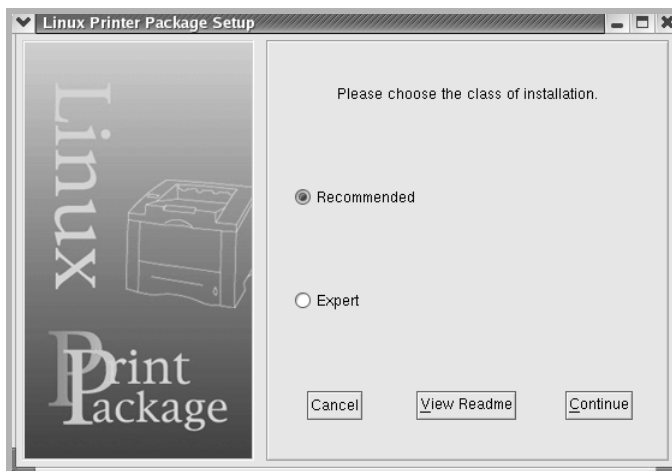 Linux Printer Package Setup
Linux
Print
Package
Please choose the class of installation.
Recommended
Expert
Cancel
View Readme
Continue